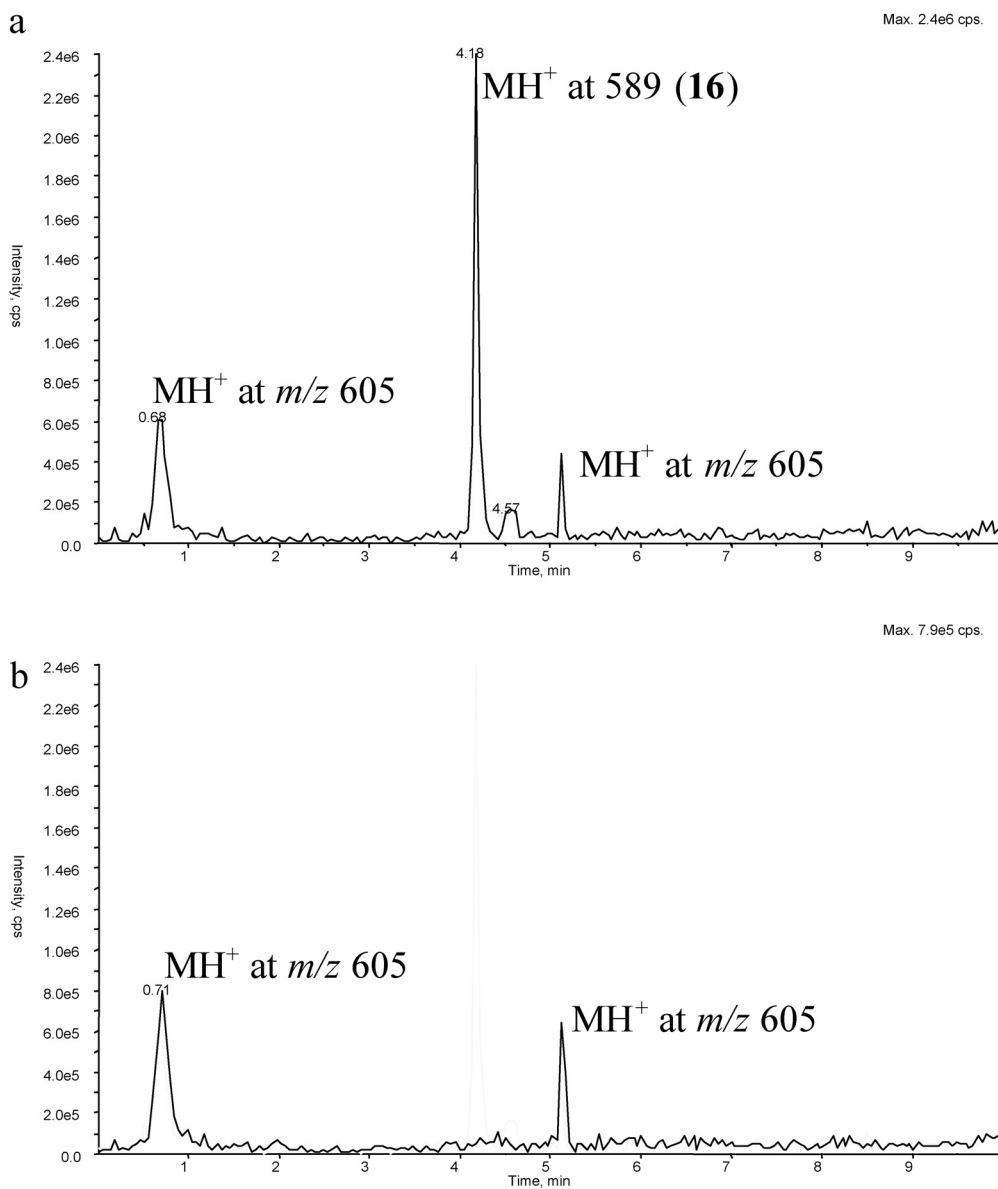 a
Max. 2.4e6 cps.
2.4e6
4.18
MH+ at 589 (16)
2.2e6
2.0e6
1.8e6
1.6e6
1.4e6
Intensity, cps
1.2e6
1.0e6
8.0e5
MH+ at m/z 605
0.68
6.0e5
4.0e5
MH+ at m/z 605
2.0e5
4.57
0.0
1 2 3 4 5 6 7 8 9
Time, min
Max. 7.9e5 cps.
b
2.4e6
2.2e6
2.0e6
1.8e6
1.6e6
1.4e6
Intensity, cps
1.2e6
1.0e6
MH+ at m/z 605
0.71
8.0e5
MH+ at m/z 605
6.0e5
4.0e5
2.0e5
0.0
1 2 3 4 5 6 7 8 9
Time, min